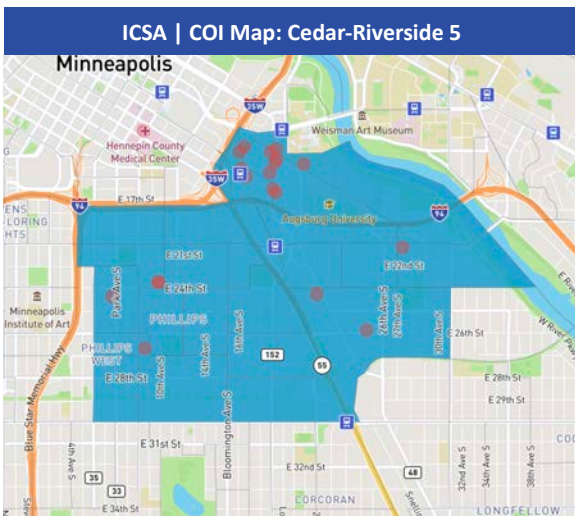 ICSA | COI Map: Cedar-Riverside 5
Minneapolis
35W
Weisman Art Museum
Hennepin County
Medical Center
35W
E 17th St
94
Augsburg University
94
E 21st St
E 22nd St
E 24th St
Park Ave S
Minneapolis
Institute of Art
PHILLIPS
16th Ave S
26th Ave S
27th Ave S
30th Ave S
E 26th St
W River Pkwy
E Ri
PHILLIPS
WEST
10th Ave S
14th Ave S
152
55
E 28th St
E 28th St
E 29th St
Blue Star Memorial Hwy
4th Ave S
E 31st St
Bloomington Ave S
E 32nd St
35
33
48
32nd Ave S
34th Ave S
38th Ave S
E 34th St
CORCORAN
Snelling
LONGFELLOW